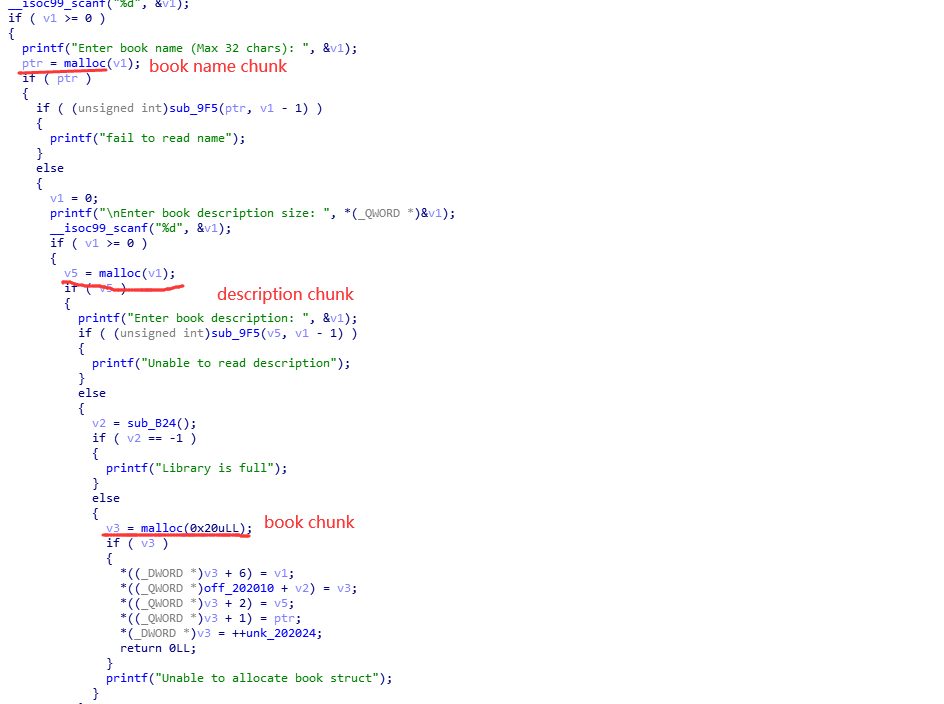 __isoc99_scanf("%d", &v1);
if ( v1 >= 0 )
{
printf("Enter book name (Max 32 chars): ", &v1);
ptr = malloc(v1); book name chunk
if ( ptr )
{
if ( (unsigned int)sub_9F5(ptr, v1 - 1) )
{
printf("fail to read name");
}
else
{
v1 = 0;
printf("\nEnter book description size: ", *(_QWORD *)&v1);
__isoc99_scanf("%d", &v1);
if ( v1 >= 0 )
{
v5 = malloc(v1);
if ( v5 ) description chunk
{
printf("Enter book description: ", &v1);
if ( (unsigned int)sub_9F5(v5, v1 - 1) )
{
printf("Unable to read description");
}
else
{
v2 = sub_B24();
if ( v2 == -1 )
{
printf("Library is full");
}
else
{
v3 = malloc(0x20uLL); book chunk
if ( v3 )
{
*((_DWORD *)v3 + 6) = v1;
*((_QWORD *)off_202010 + v2) = v3;
*((_QWORD *)v3 + 2) = v5;
*((_QWORD *)v3 + 1) = ptr;
*(_DWORD *)v3 = ++unk_202024;
return 0LL;
}
printf("Unable to allocate book struct");
}